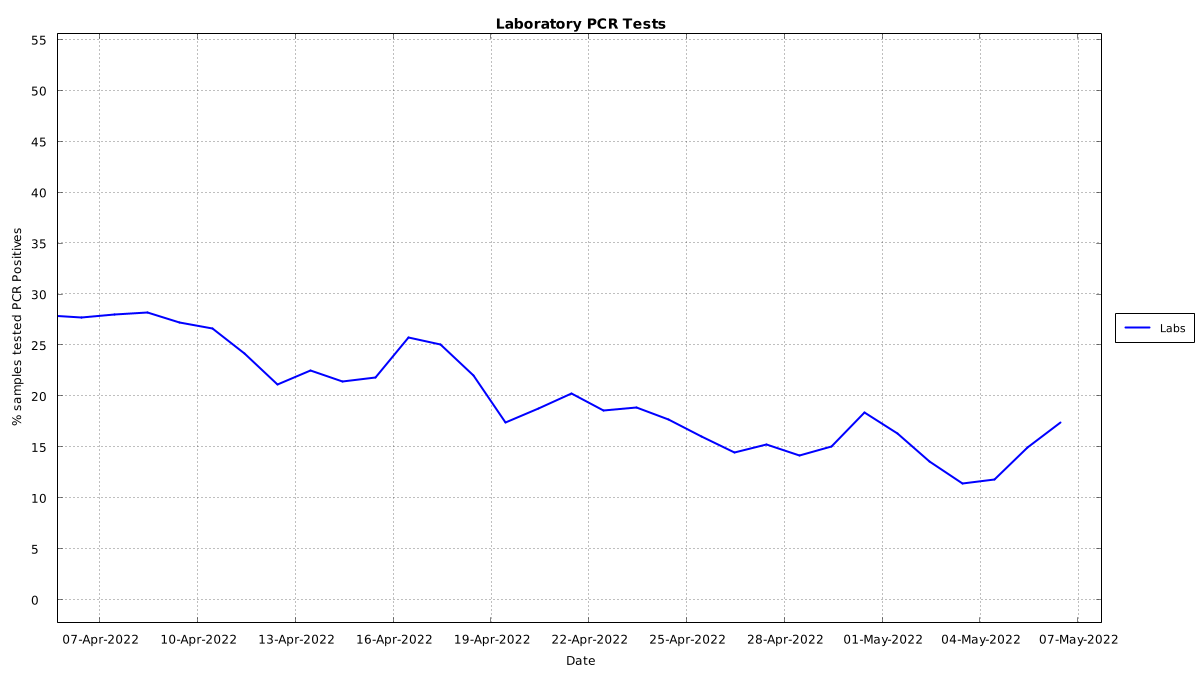 Laboratory PCR Tests
% samples tested PCR Positives
55
50
45
40
35
30
25
20
15
10
5
0
07-Apr-2022 10-Apr-2022 13-Apr-2022 16-Apr-2022 19-Apr-2022 22-Apr-2022 25-Apr-2022 28-Apr-2022 01-May-2022 04-May-2022 07-May-2022
Date
Labs